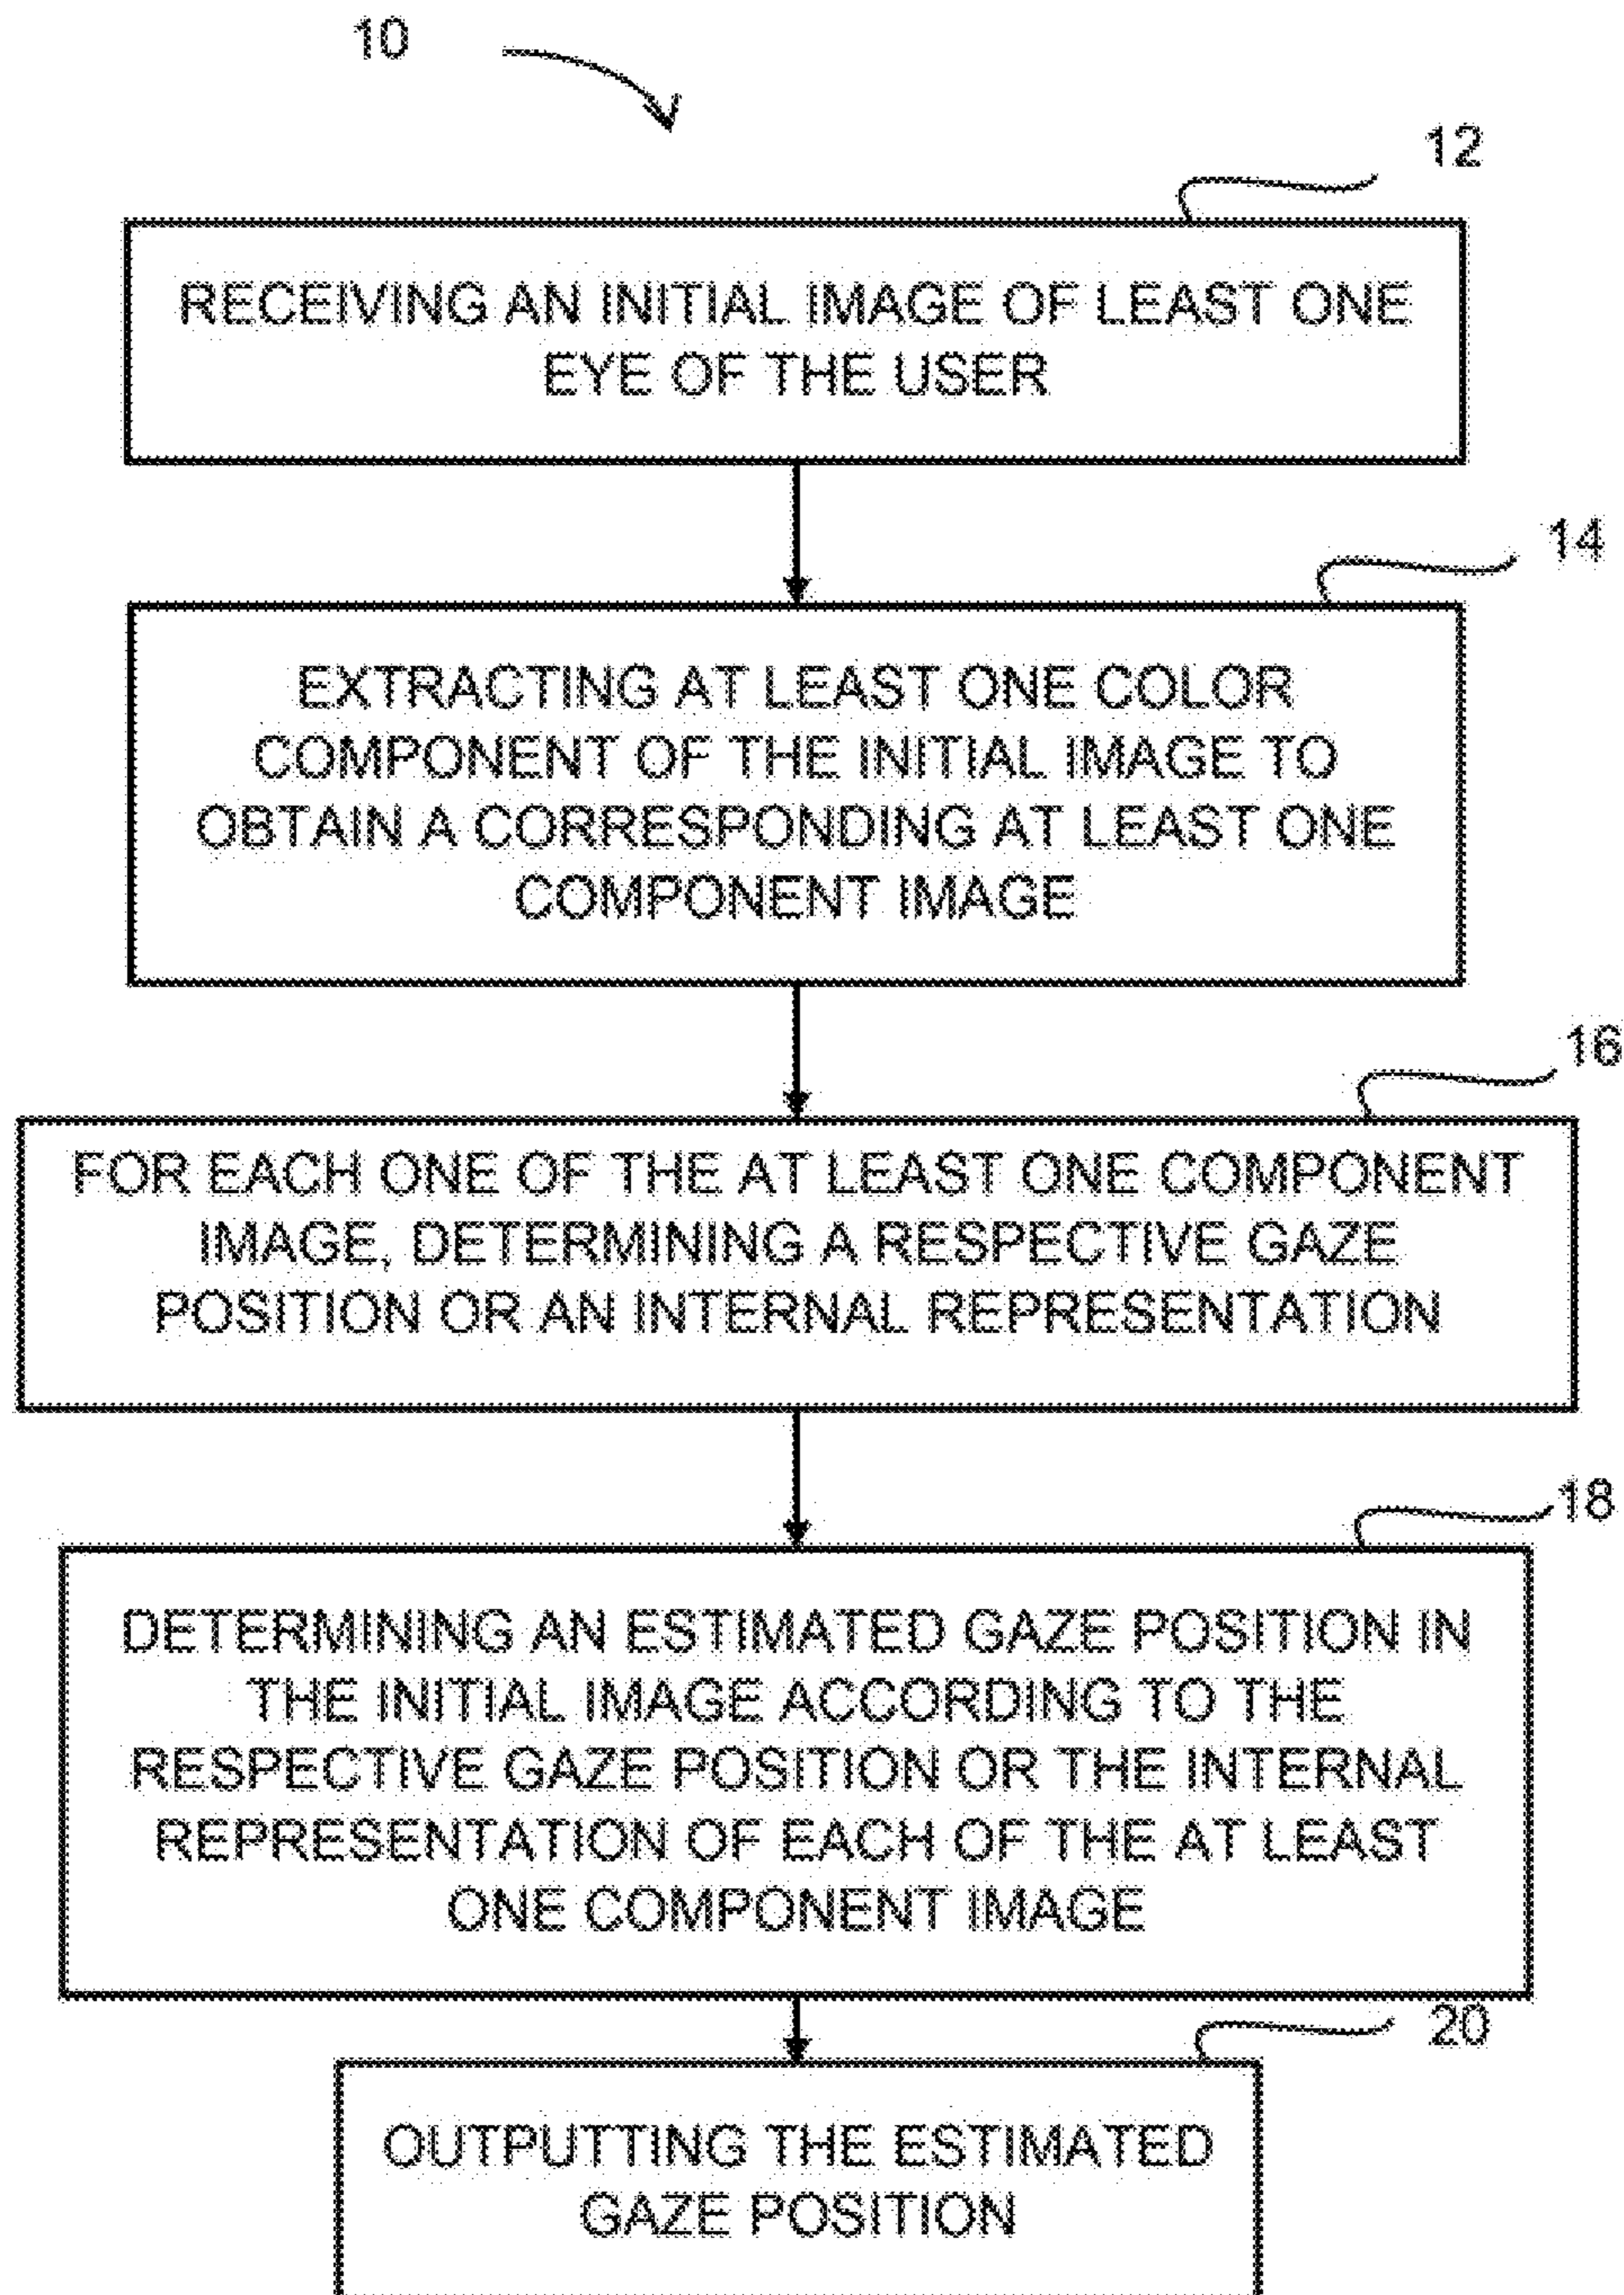 10
12
RECEIVING AN INITIAL IMAGE OF LEAST ONE
EYE OF THE USER
14
EXTRACTING AT LEAST ONE COLOR
COMPONENT OF THE INITIAL IMAGE TO
OBTAIN A CORRESPONDING AT LEAST ONE
COMPONENT IMAGE
16
FOR EACH ONE OF THE AT LEAST ONE COMPONENT
IMAGE, DETERMINING A RESPECTIVE GAZE
POSITION OR AN INTERNAL REPRESENTATION
18
DETERMINING AN ESTIMATED GAZE POSITION IN
THE INITIAL IMAGE ACCORDING TO THE
RESPECTIVE GAZE POSITION OR THE INTERNAL
REPRESENTATION OF EACH OF THE AT LEAST
ONE COMPONENT IMAGE
20
OUTPUTTING THE ESTIMATED
GAZE POSITION